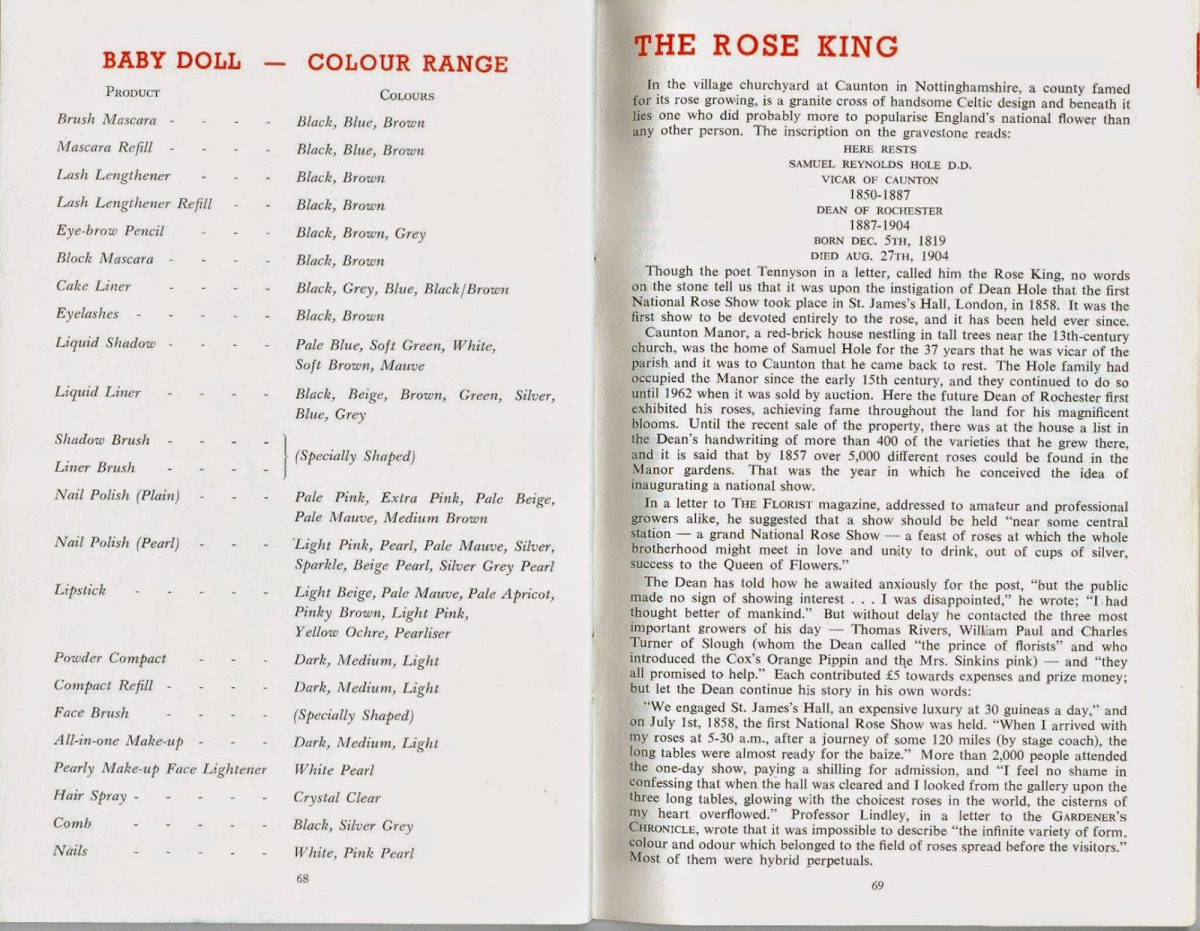 BABY DOLL — COLOUR RANGE
PRODUCT COLOURS
Brush Mascara - - - - Black, Blue, Brown
Mascara Refill - - - - Black, Blue, Brown
Lash Lengthener - - - Black, Brown
Lash Lengthener Refill - - Black, Brown
Eye-brow Pencil - - - Black, Brown, Grey
Block Mascara - - - - Black, Brown
Cake Liner - - - - Black, Grey, Blue, Black/Brown
Eyelashes - - - - - Black, Brown
Liquid Shadow - - - - Pale Blue, Soft Green, White,
Soft Brown, Mauve
Liquid Liner - - - - Black, Beige, Brown, Green, Silver,
Blue, Grey
Shadow Brush - - - -
(Specially Shaped)
Liner Brush - - - -
Nail Polish (Plain) - - - Pale Pink, Extra Pink, Pale Beige,
Pale Mauve, Medium Brown
Nail Polish (Pearl) - - - Light Pink, Pearl, Pale Mauve, Silver,
Sparkle, Beige Pearl, Silver Grey Pearl
Lipstick - - - - - Light Beige, Pale Mauve, Pale Apricot,
Pinky Brown, Light Pink,
Yellow Ochre, Pearliser
Powder Compact - - - Dark, Medium, Light
Compact Refill - - - - Dark, Medium, Light
Face Brush - - - - (Specially Shaped)
All-in-one Make-up - - - Dark, Medium, Light
Pearly Make-up Face Lightener White Pearl
Hair Spray - - - - - Crystal Clear
Comb - - - - - Black, Silver Grey
Nails - - - - - White, Pink Pearl
68
THE ROSE KING
In the village churchyard at Caunton in Nottinghamshire, a county famed
for its rose growing, is a granite cross of handsome Celtic design and beneath it
lies one who did probably more to popularise England's national flower than
any other person. The inscription on the gravestone reads:
HERE RESTS
SAMUEL REYNOLDS HOLE D.D.
VICAR OF CAUNTON
1850-1887
DEAN OF ROCHESTER
1887-1904
BORN DEC. 5TH, 1819
DIED AUG. 27TH, 1904
Though the poet Tennyson in a letter, called him the Rose King, no words
on the stone tell us that it was upon the instigation of Dean Hole that the first
National Rose Show took place in St. James's Hall, London, in 1858. It was the
first show to be devoted entirely to the rose, and it has been held ever since.
Caunton Manor, a red-brick house nestling in tall trees near the 13th-century
church, was the home of Samuel Hole for the 37 years that he was vicar of the
parish and it was to Caunton that he came back to rest. The Hole family had
occupied the Manor since the early 15th century, and they continued to do so
until 1962 when it was sold by auction. Here the future Dean of Rochester first
exhibited his roses, achieving fame throughout the land for his magnificent
blooms. Until the recent sale of the property, there was at the house a list in
the Dean's handwriting of more than 400 of the varieties that he grew there,
and it is said that by 1857 over 5,000 different roses could be found in the
Manor gardens. That was the year in which he conceived the idea of
inaugurating a national show.
In a letter to THE FLORIST magazine, addressed to amateur and professional
growers alike, he suggested that a show should be held "near some central
station — a grand National Rose Show — a feast of roses at which the whole
brotherhood might meet in love and unity to drink, out of cups of silver,
success to the Queen of Flowers."
The Dean has told how he awaited anxiously for the post, "but the public
made no sign of showing interest . . . I was disappointed," he wrote; "I had
thought better of mankind." But without delay he contacted the three most
important growers of his day — Thomas Rivers, William Paul and Charles
Turner of Slough (whom the Dean called "the prince of florists" and who
introduced the Cox's Orange Pippin and the Mrs. Sinkins pink) — and "they
all promised to help." Each contributed £5 towards expenses and prize money;
but let the Dean continue his story in his own words:
"We engaged St. James's Hall, an expensive luxury at 30 guineas a day," and
on July 1st, 1858, the first National Rose Show was held. "When I arrived with
my roses at 5-30 a.m., after a journey of some 120 miles (by stage coach), the
long tables were almost ready for the baize." More than 2,000 people attended
the one-day show, paying a shilling for admission, and "I feel no shame in
confessing that when the hall was cleared and I looked from the gallery upon the
three long tables, glowing with the choicest roses in the world, the cisterns of
my heart overflowed." Professor Lindley, in a letter to the GARDENER'S
CHRONICLE, wrote that it was impossible to describe "the infinite variety of form,
colour and odour which belonged to the field of roses spread before the visitors."
Most of them were hybrid perpetuals.
69